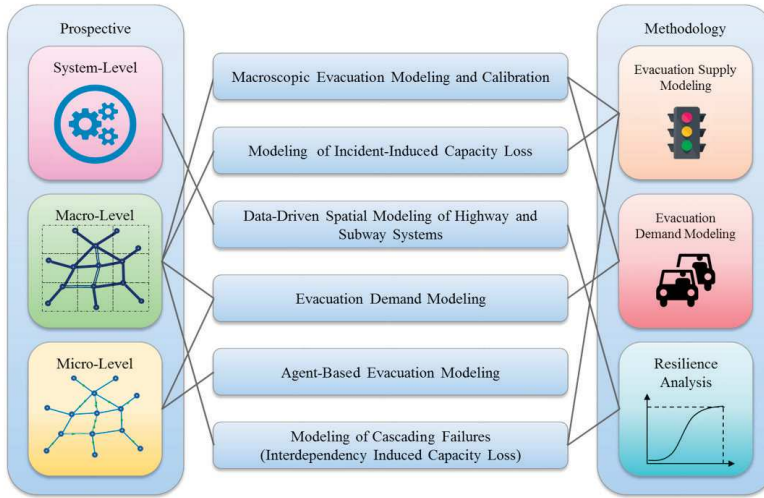 Prospective
System-Level
Macro-Level
Micro-Level
Macroscopic Evacuation Modeling and Calibration
Modeling of Incident-Induced Capacity Loss
Data-Driven Spatial Modeling of Highway and
Subway Systems
Evacuation Demand Modeling
Agent-Based Evacuation Modeling
Modeling of Cascading Failures
(Interdependency Induced Capacity Loss)
Methodology
Evacuation Supply
Modeling
Evacuation
Demand Modeling
Resilience
Analysis